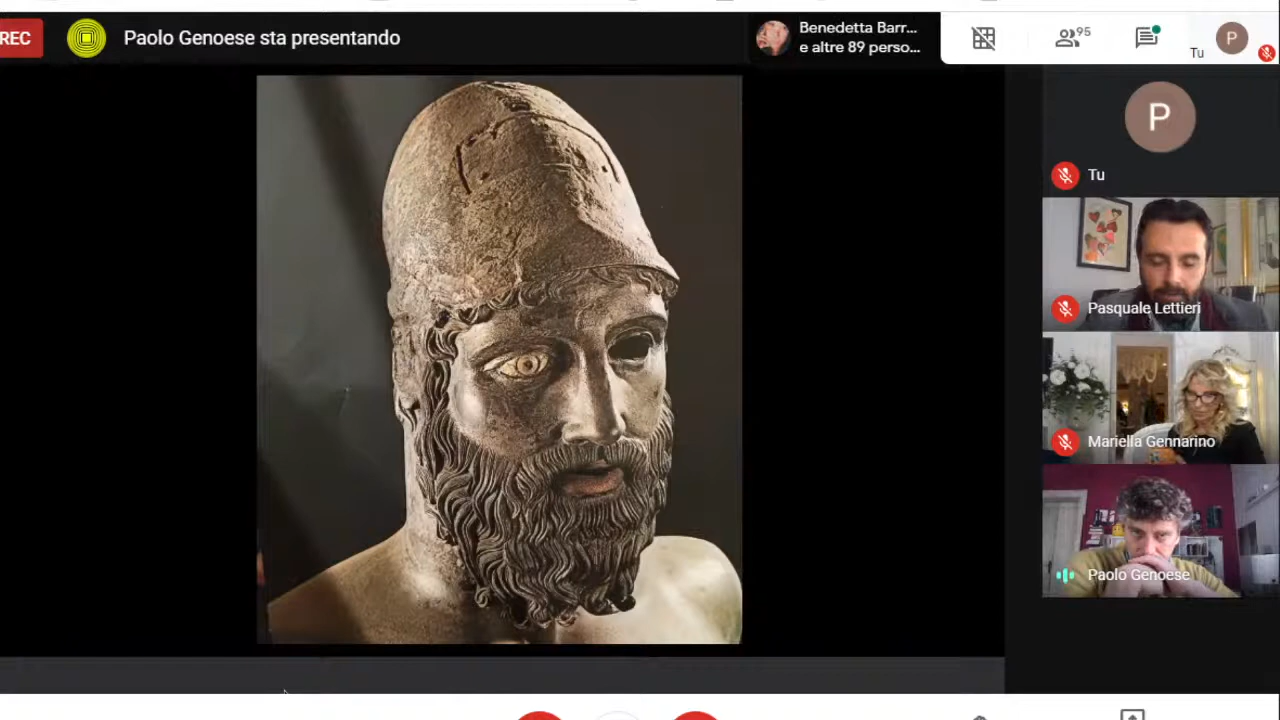 REC
Paolo Genoese sta presentando
Benedetta Barr...
e altre 89 perso...
95
Tu
P
P
Tu
Pasquale Lettieri
Mariella Gennarino
Paolo Genoese